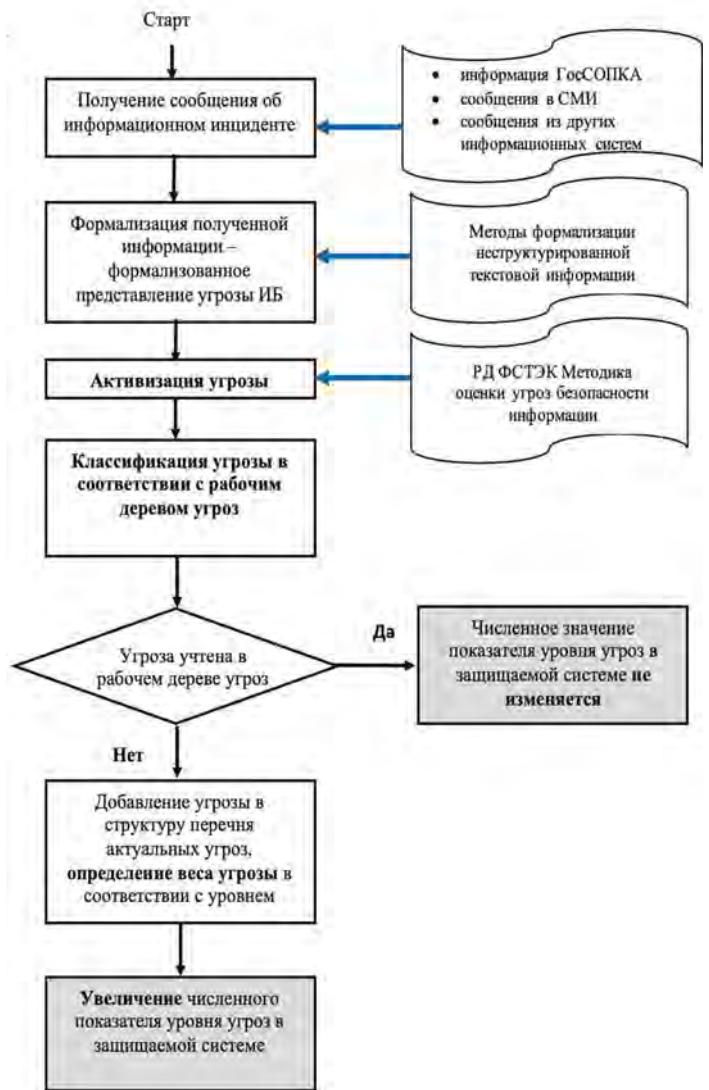 Старт
Получение сообщения об
информационном инциденте
• информация ГосСОПКА
• сообщения в СМИ
• сообщения из других
информационных систем
Формализация полученной
информации –
формализованное
представление угрозы ИБ
Методы формализации
неструктурированной
текстовой информации
Активизация угрозы
РД ФСТЭК Методика
оценки угроз безопасности
информации
Классификация угрозы в
соответствии с рабочим
деревом угроз
Угроза учтена в
рабочем дереве угроз
Да
Численное значение
показателя уровня угроз в
защищаемой системе не
изменяется
Нет
Добавление угрозы в
структуру перечня
актуальных угроз,
определение веса угрозы в
соответствии с уровнем
Увеличение численного
показателя уровня угроз в
защищаемой системе